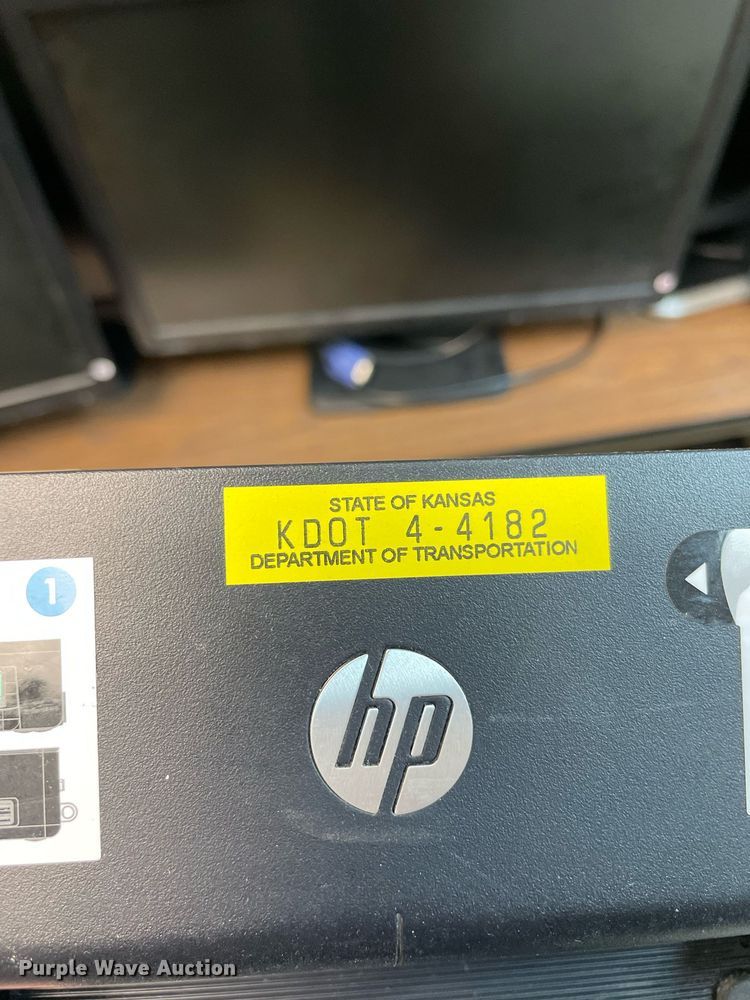 STATE OF KANSAS
KDOT 4-4182
DEPARTMENT OF TRANSPORTATION
1
hp
Purple Wave Auction